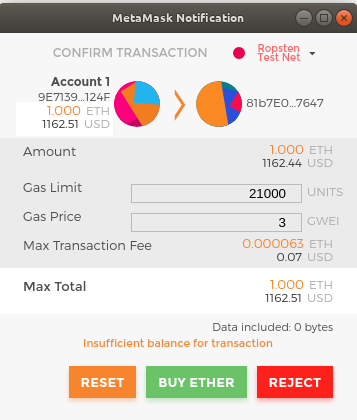 MetaMask Notification
CONFIRM TRANSACTION
Ropsten
Test Net
Account 1
9E7139...124F
1.000 ETH
1162.51 USD
81b7E0...7647
Amount
1.000 ETH
1162.44 USD
Gas Limit
21000 UNITS
Gas Price
3 GWEI
Max Transaction Fee
0.000063 ETH
0.07 USD
Max Total
1.000 ETH
1162.51 USD
Data included: 0 bytes
Insufficient balance for transaction
RESET BUY ETHER REJECT